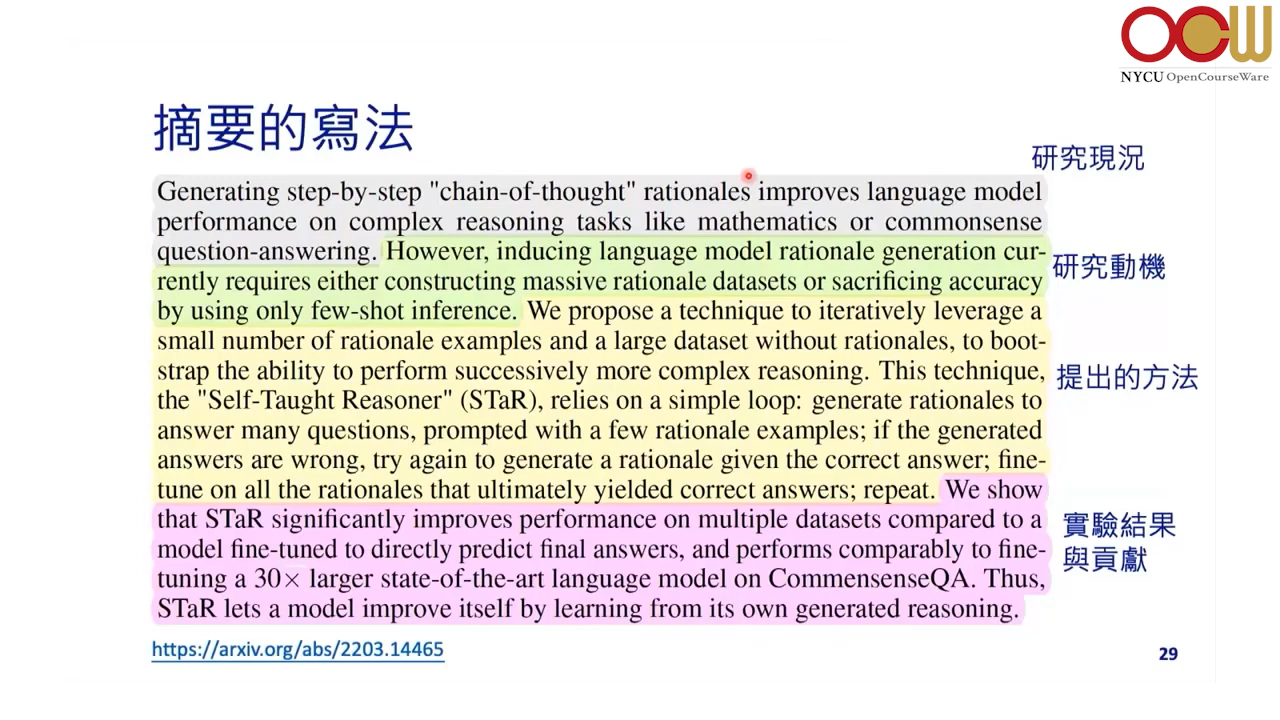 OCW
NYCU OpenCourseWare
摘要的寫法
研究現況
Generating step-by-step "chain-of-thought" rationales improves language model
performance on complex reasoning tasks like mathematics or commonsense
question-answering. However, inducing language model rationale generation cur-
研究動機
rently requires either constructing massive rationale datasets or sacrificing accuracy
by using only few-shot inference. We propose a technique to iteratively leverage a
small number of rationale examples and a large dataset without rationales, to boot-
strap the ability to perform successively more complex reasoning. This technique,
提出的方法
the "Self-Taught Reasoner" (STaR), relies on a simple loop: generate rationales to
answer many questions, prompted with a few rationale examples; if the generated
answers are wrong, try again to generate a rationale given the correct answer; fine-
tune on all the rationales that ultimately yielded correct answers; repeat. We show
that STaR significantly improves performance on multiple datasets compared to a
實驗結果
model fine-tuned to directly predict final answers, and performs comparably to fine-
與貢獻
tuning a 30× larger state-of-the-art language model on CommensenseQA. Thus,
STaR lets a model improve itself by learning from its own generated reasoning.
https://arxiv.org/abs/2203.14465
29